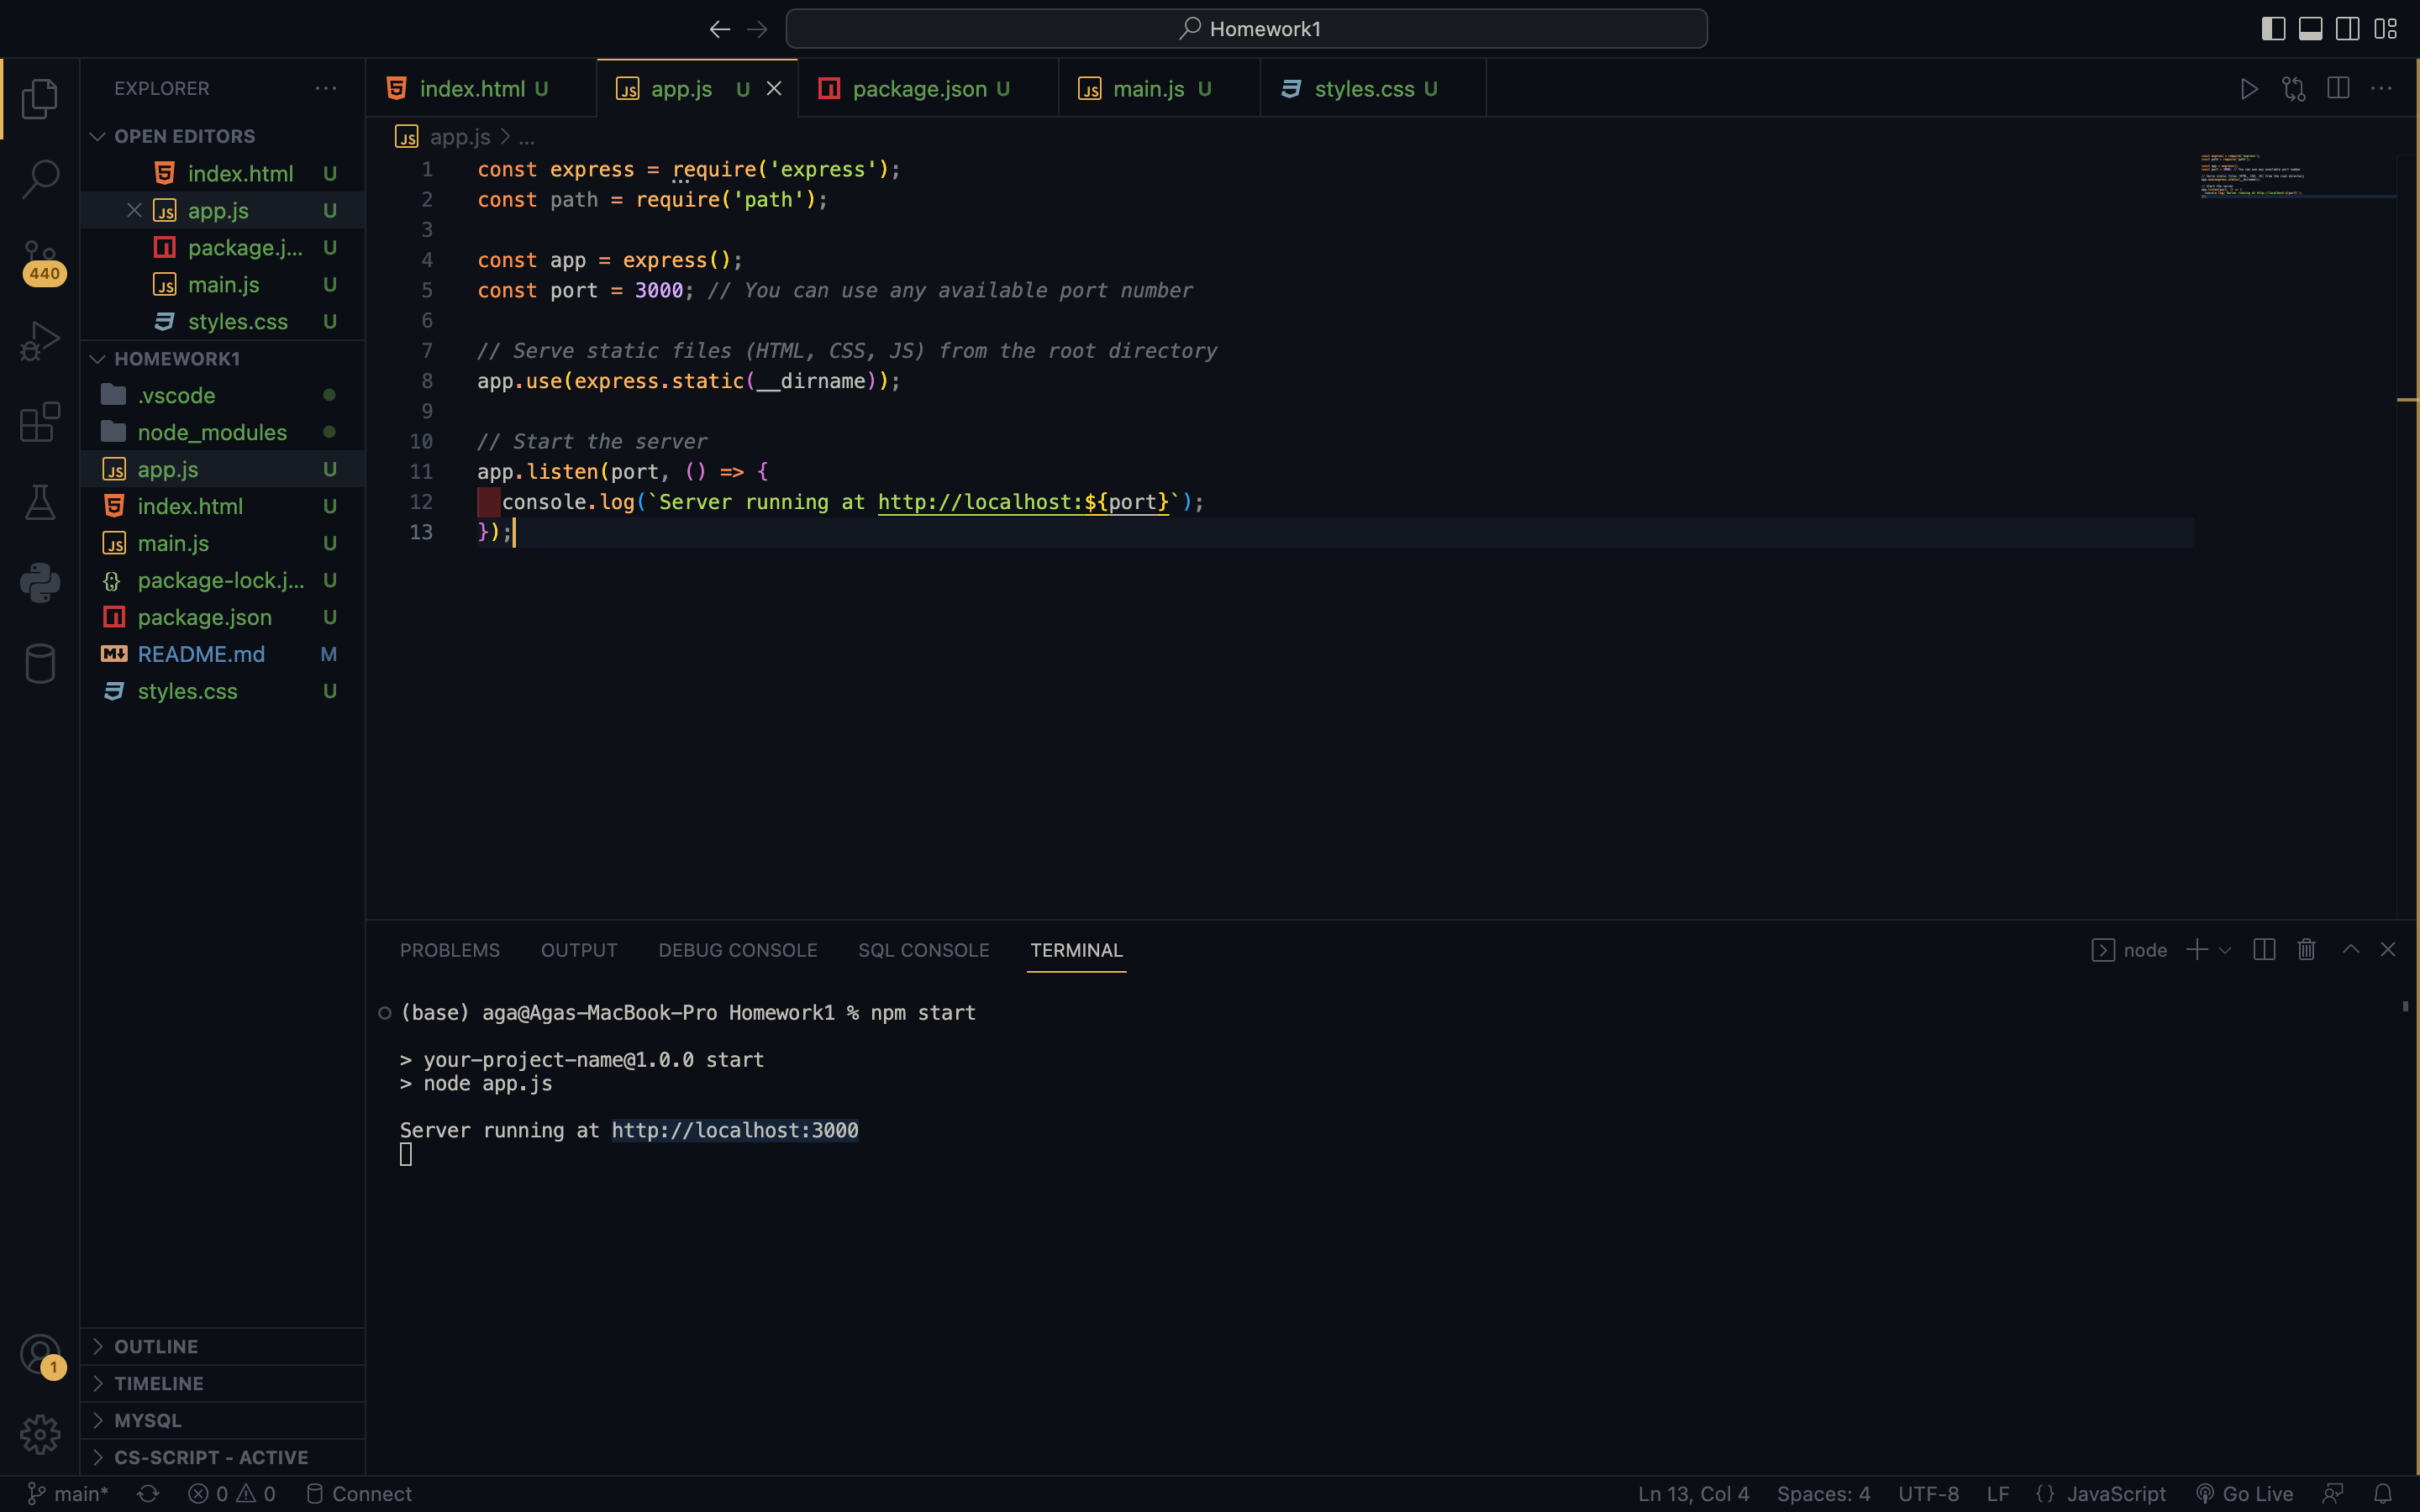 Homework1
EXPLORER
OPEN EDITORS
index.html U
app.js U
package.j... U
main.js U
styles.css U
HOMEWORK1
.vscode
node_modules
app.js U
index.html U
main.js U
package-lock.j... U
package.json U
README.md M
styles.css U
OUTLINE
TIMELINE
MYSQL
CS-SCRIPT - ACTIVE
440
1
index.html U
app.js U
package.json U
main.js U
styles.css U
app.js > ...
1 const express = require('express');
2 const path = require('path');
3
4 const app = express();
5 const port = 3000; // You can use any available port number
6
7 // Serve static files (HTML, CSS, JS) from the root directory
8 app.use(express.static(__dirname));
9
10 // Start the server
11 app.listen(port, () => {
12 console.log(`Server running at http://localhost:${port}`);
13 });
PROBLEMS OUTPUT DEBUG CONSOLE SQL CONSOLE TERMINAL
node
(base) aga@Agas-MacBook-Pro Homework1 % npm start
> your-project-name@1.0.0 start
> node app.js
Server running at http://localhost:3000
main* 0 0 Connect
Ln 13, Col 4 Spaces: 4 UTF-8 LF {} JavaScript Go Live